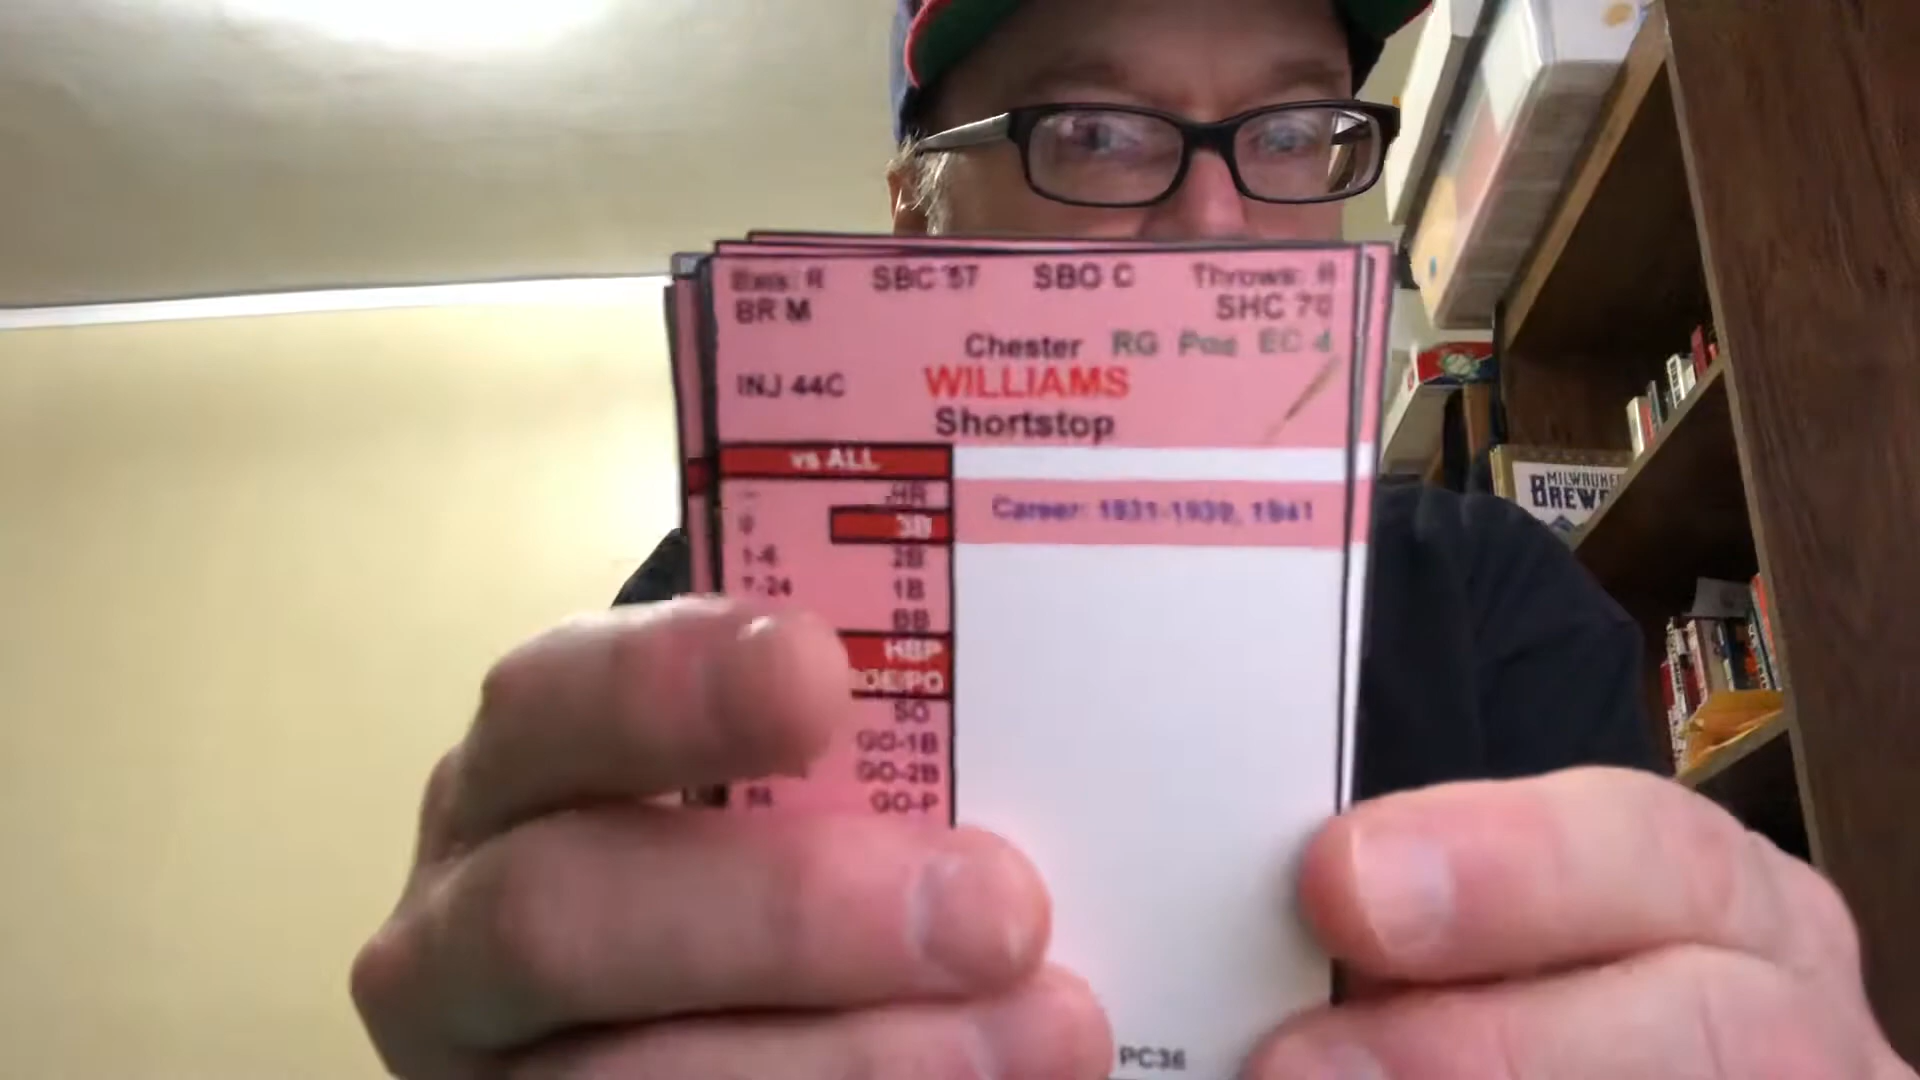 Bats: R SBC 57 SBO C Throws: R
BR M SHC 70
Chester RG Pos EC 4
INJ 44C WILLIAMS
Shortstop
vs ALL
-- HR
0 3B
1-6 2B
7-24 1B
BB
HBP
SO
GO-1B
GO-2B
GO-P
Career: 1931-1939, 1941
PC36
MILWAUKEE
BREWE